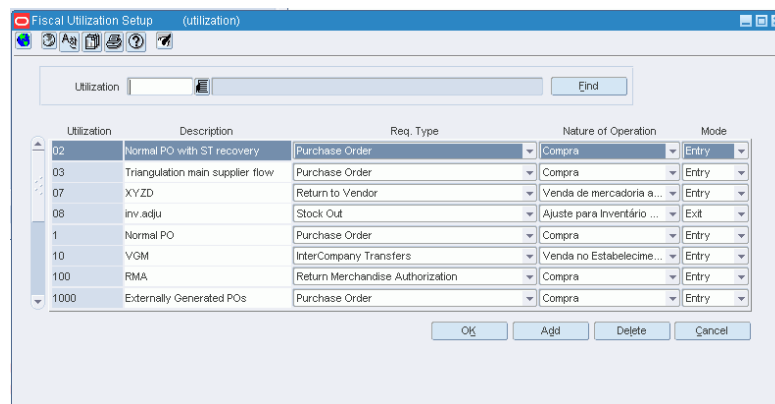 Fiscal Utilization Setup (utilization)
Utilization
Find
Utilization Description Req. Type Nature of Operation Mode
02 Normal PO with ST recovery Purchase Order Compra Entry
03 Triangulation main supplier flow Purchase Order Compra Entry
07 XYZD Return to Vendor Venda de mercadoria a... Entry
08 inv.adju Stock Out Ajuste para Inventário ... Exit
1 Normal PO Purchase Order Compra Entry
10 VGM InterCompany Transfers Venda no Estabelecime... Entry
100 RMA Return Merchandise Authorization Compra Entry
1000 Externally Generated POs Purchase Order Compra Entry
OK Add Delete Cancel